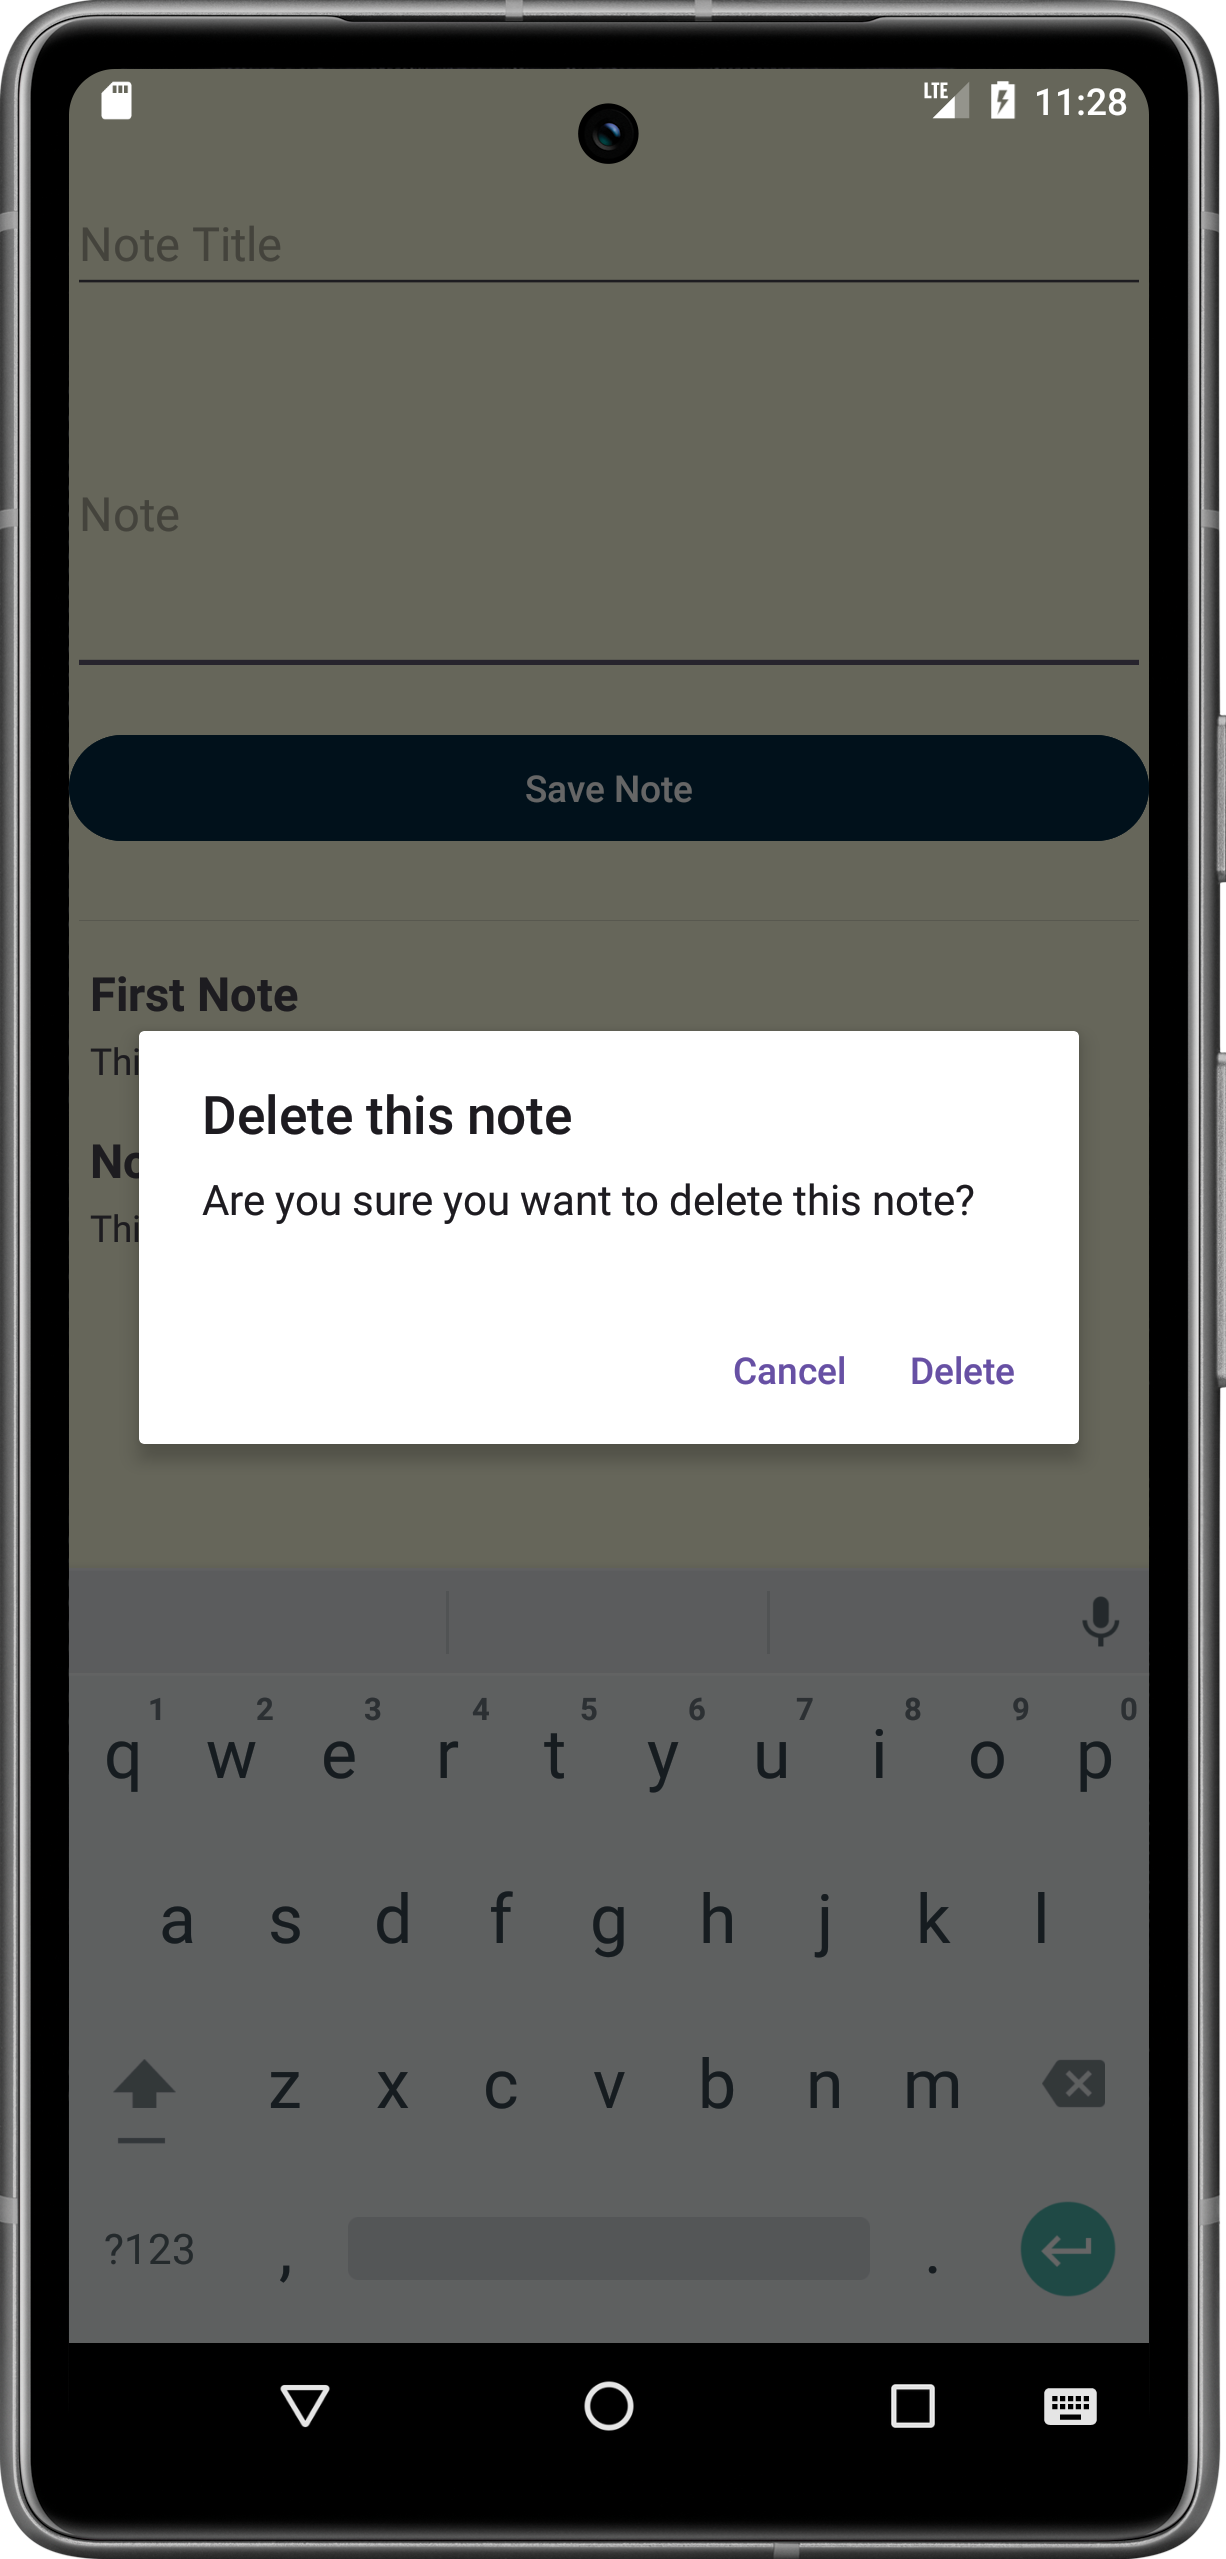 LTE 11:28
Note Title
Note
Save Note
First Note
Thi
Delete this note
No
Are you sure you want to delete this note?
Thi
Cancel Delete
1 2 3 4 5 6 7 8 9 0
q w e r t y u i o p
a s d f g h j k l
z x c v b n m
?123 , .